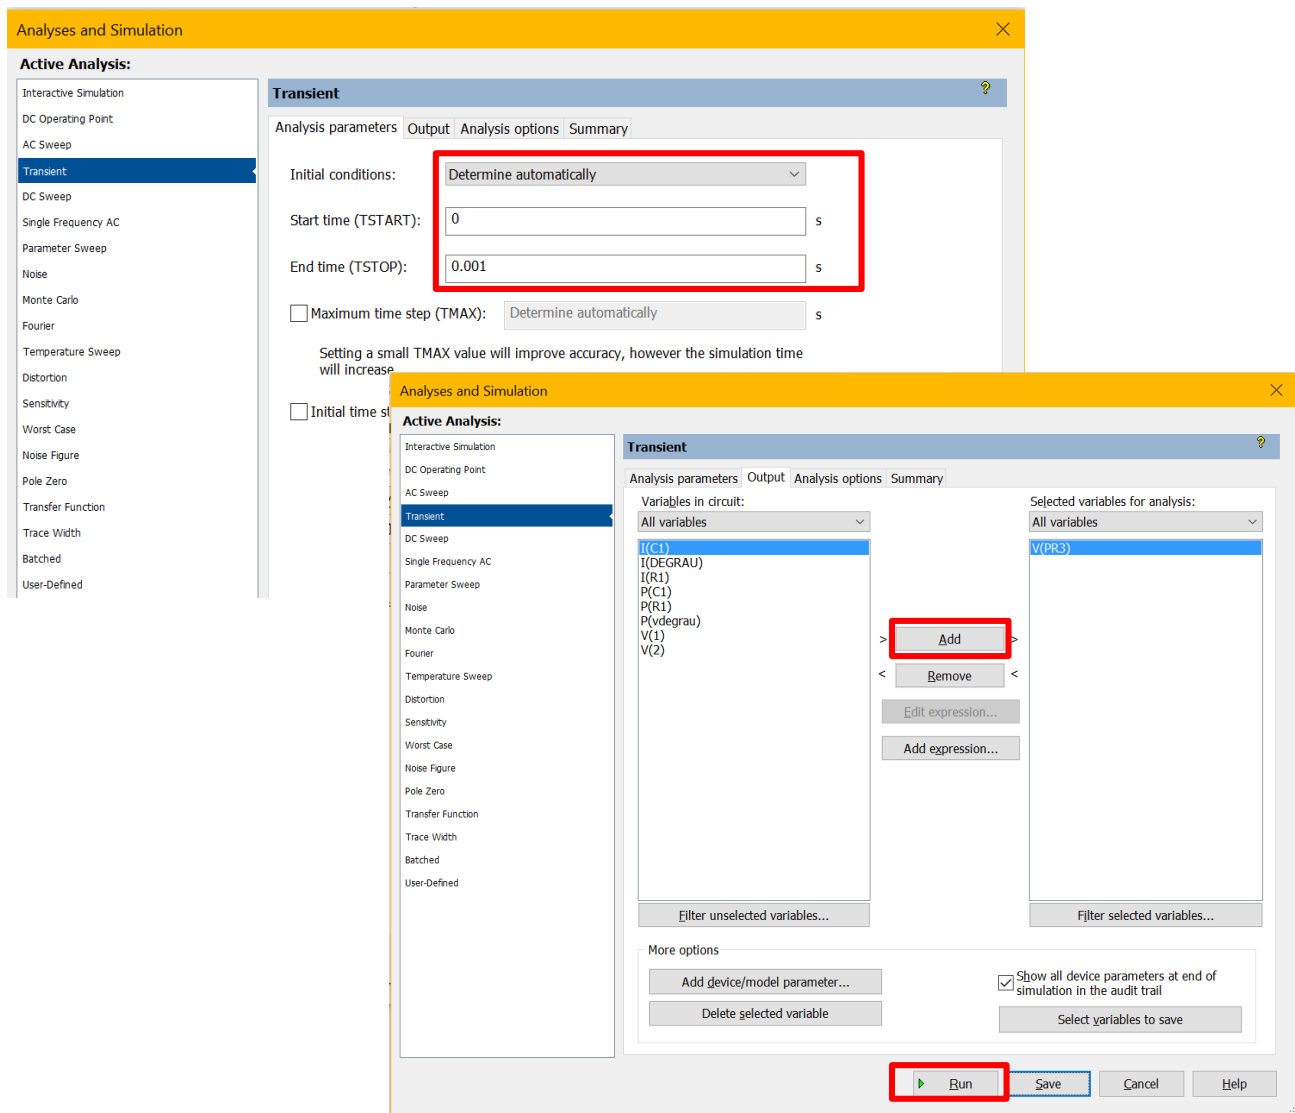 Analyses and Simulation
Active Analysis:
Interactive Simulation
DC Operating Point
AC Sweep
Transient
DC Sweep
Single Frequency AC
Parameter Sweep
Noise
Monte Carlo
Fourier
Temperature Sweep
Distortion
Sensitivity
Worst Case
Noise Figure
Pole Zero
Transfer Function
Trace Width
Batched
User-Defined
Transient
?
Analysis parameters Output Analysis options Summary
Initial conditions: Determine automatically
Start time (TSTART): 0 s
End time (TSTOP): 0.001 s
Maximum time step (TMAX): Determine automatically s
Setting a small TMAX value will improve accuracy, however the simulation time
will increase
Initial time
Analyses and Simulation
Active Analysis:
Interactive Simulation
DC Operating Point
AC Sweep
Transient
DC Sweep
Single Frequency AC
Parameter Sweep
Noise
Monte Carlo
Fourier
Temperature Sweep
Distortion
Sensitivity
Worst Case
Noise Figure
Pole Zero
Transfer Function
Trace Width
Batched
User-Defined
Transient
?
Analysis parameters Output Analysis options Summary
Variables in circuit:
All variables
I(C1)
I(DEGRAU)
I(R1)
P(C1)
P(R1)
P(vdegrau)
V(1)
V(2)
Filter unselected variables...
> Add >
< Remove <
Edit expression...
Add expression...
Selected variables for analysis:
All variables
V(PR3)
Filter selected variables...
More options
Add device/model parameter...
Delete selected variable
Show all device parameters at end of
simulation in the audit trail
Select variables to save
Run Save Cancel Help